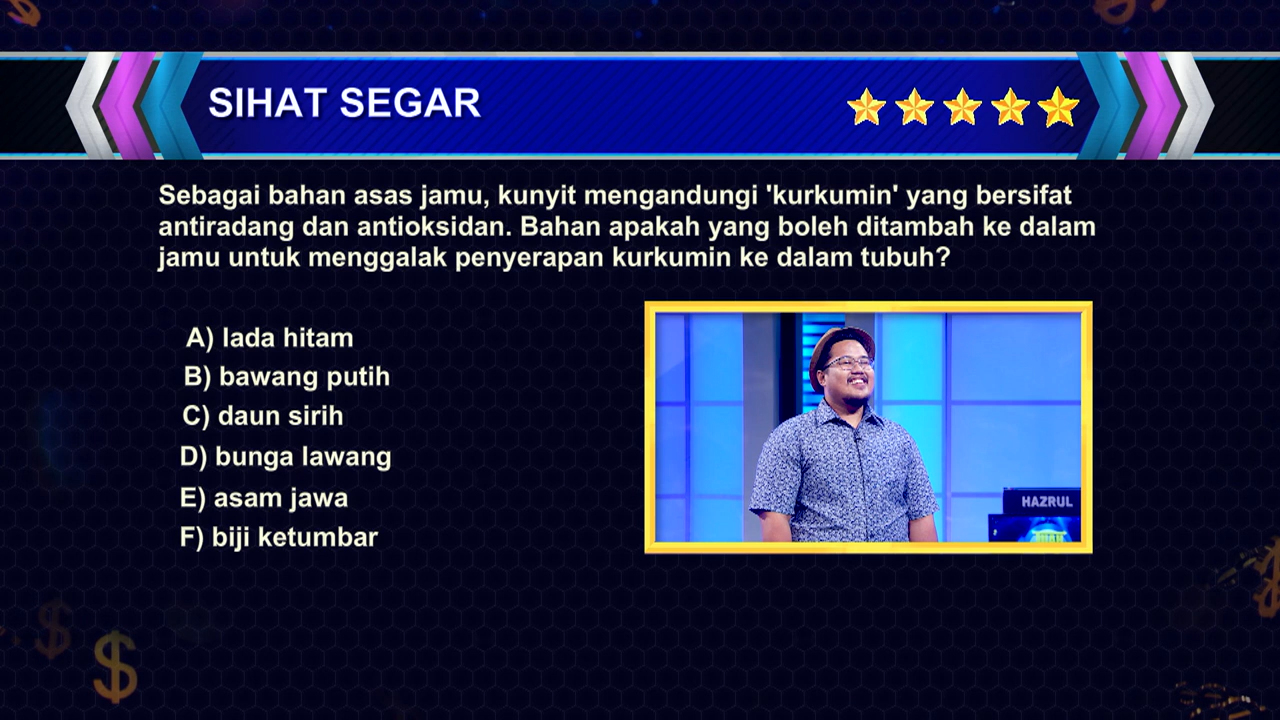 SIHAT SEGAR
Sebagai bahan asas jamu, kunyit mengandungi 'kurkumin' yang bersifat
antiradang dan antioksidan. Bahan apakah yang boleh ditambah ke dalam
jamu untuk menggalak penyerapan kurkumin ke dalam tubuh?
A) lada hitam
B) bawang putih
C) daun sirih
D) bunga lawang
E) asam jawa
F) biji ketumbar
HAZRUL